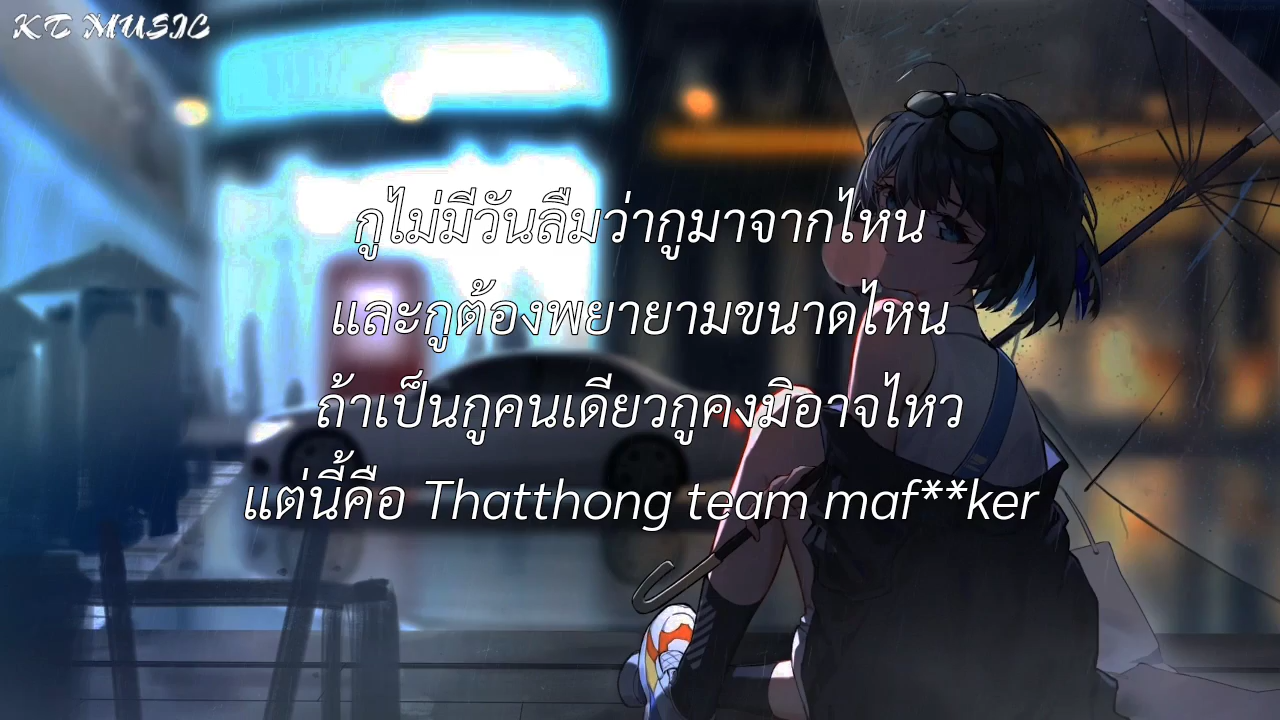 KT MUSIC
กูไม่มีวันลืมว่ากูมาจากไหน
และกูต้องพยายามขนาดไหน
ถ้าเป็นกูคนเดียวกูคงมิอาจไหว
แต่นี้คือ Thatthong team maf**ker